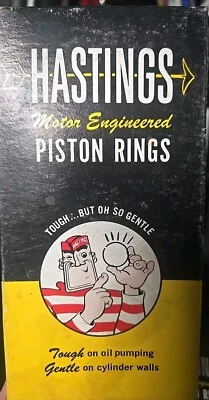 HASTINGS
Motor Engineered
PISTON RINGS
TOUGH...BUT OH SO GENTLE
Tough on oil pumping
Gentle on cylinder walls